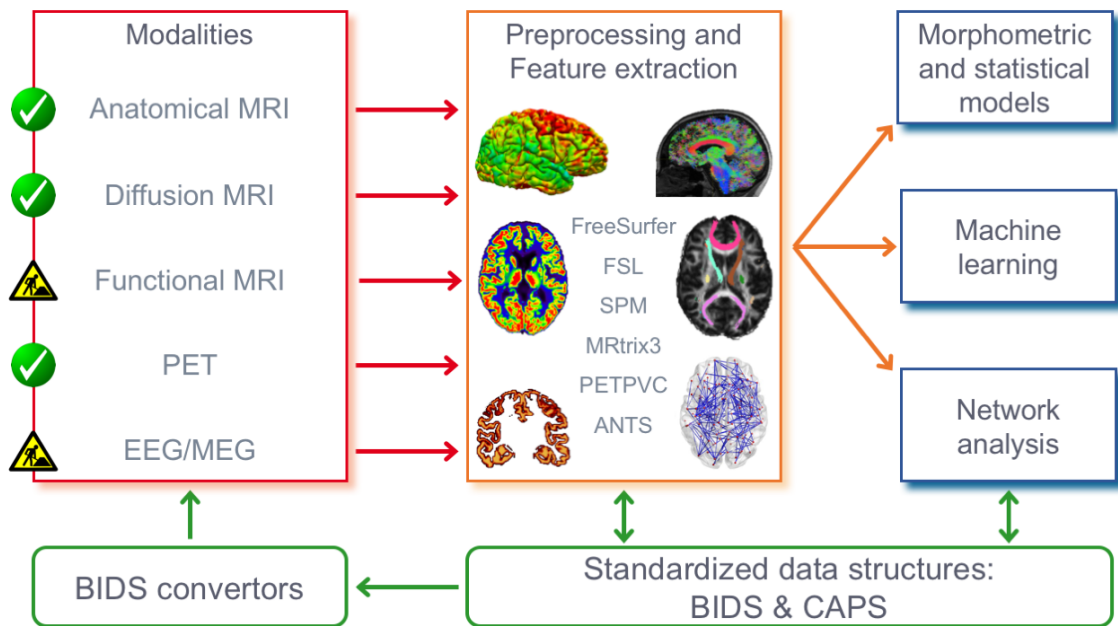 Modalities
Anatomical MRI
Diffusion MRI
Functional MRI
PET
EEG/MEG
Preprocessing and
Feature extraction
FreeSurfer
FSL
SPM
MRtrix3
PETPVC
ANTS
Morphometric
and statistical
models
Machine
learning
Network
analysis
BIDS convertors
Standardized data structures:
BIDS & CAPS